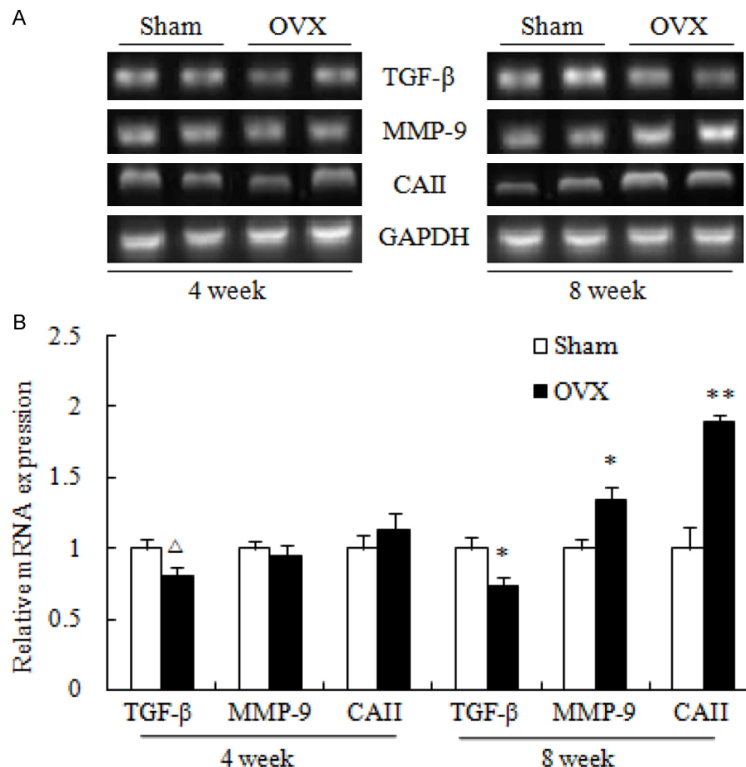 A
Sham OVX Sham OVX
TGF-β
MMP-9
CAII
GAPDH
4 week 8 week
B
2.5
2
1.5
1
0.5
0
Relative mRNA expression
Sham
OVX
△
*
*
**
TGF-β MMP-9 CAII TGF-β MMP-9 CAII
4 week 8 week